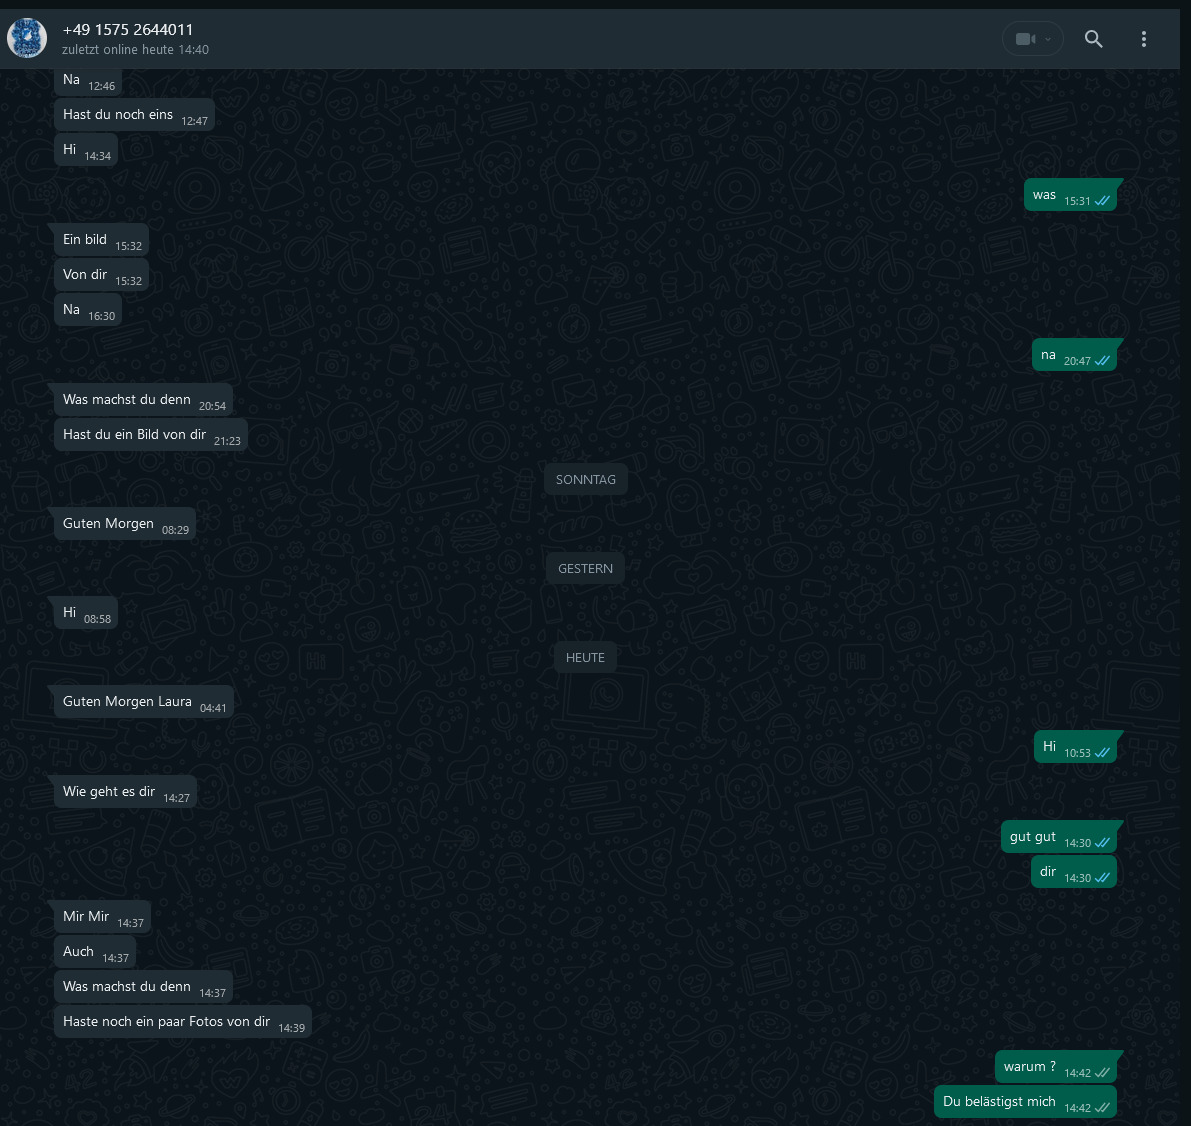 +49 1575 2644011
zuletzt online heute 14:40
Na 12:46
Hast du noch eins 12:47
Hi 14:34
was 15:31
Ein bild 15:32
Von dir 15:32
Na 16:30
na 20:47
Was machst du denn 20:54
Hast du ein Bild von dir 21:23
SONNTAG
Guten Morgen 08:29
GESTERN
Hi 08:58
HEUTE
Guten Morgen Laura 04:41
Hi 10:53
Wie geht es dir 14:27
gut gut 14:30
dir 14:30
Mir Mir 14:37
Auch 14:37
Was machst du denn 14:37
Haste noch ein paar Fotos von dir 14:39
warum ? 14:42
Du belästigst mich 14:42